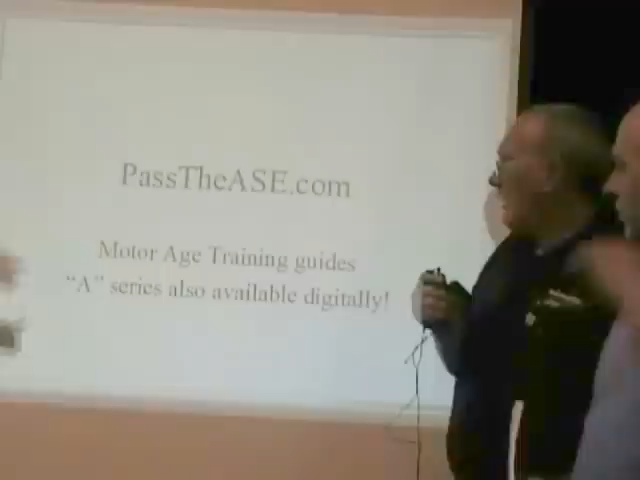 PassTheASE.com
Motor Age Training guides
"A" series also available digitally!